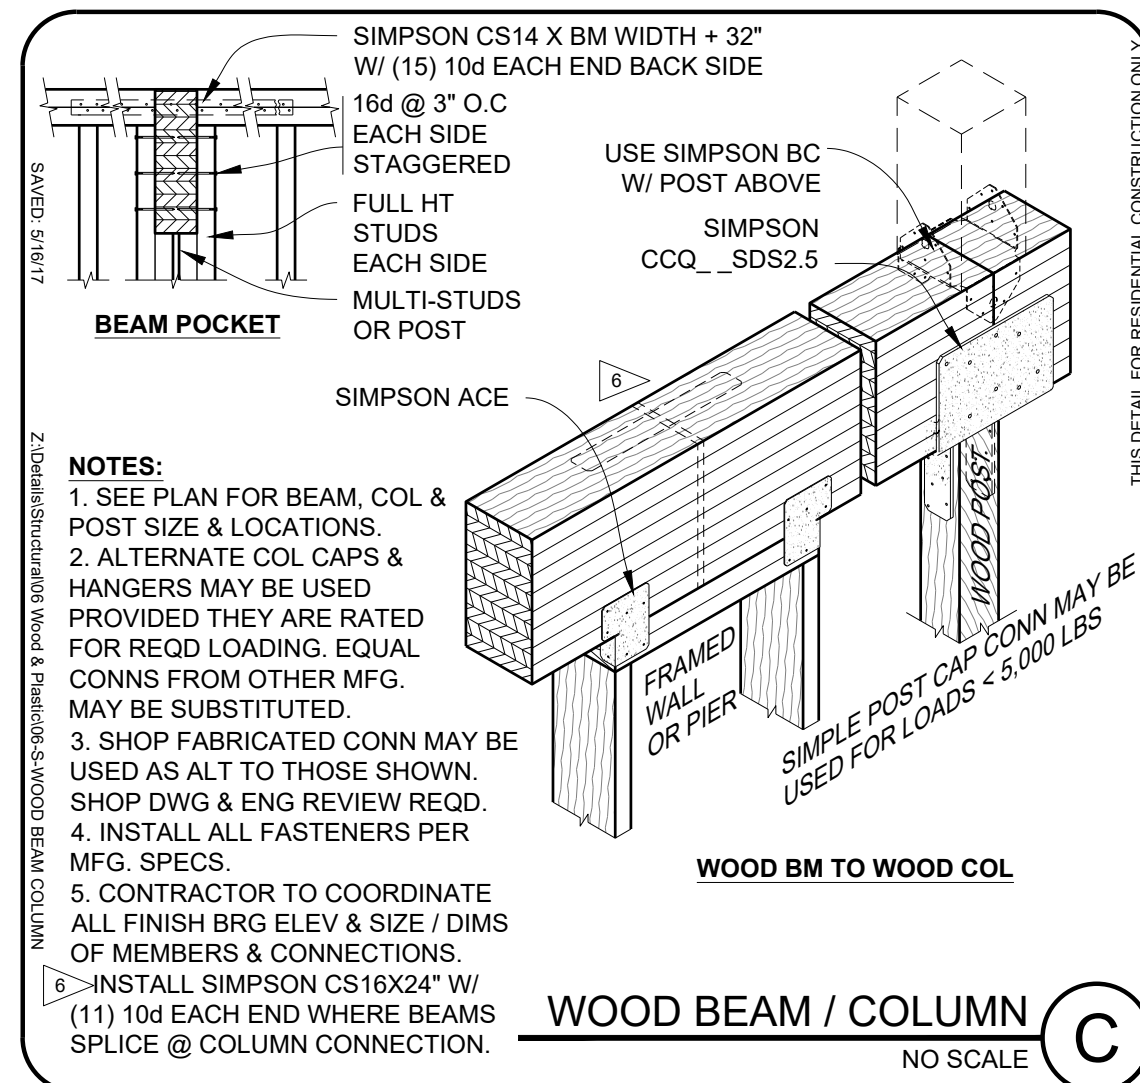 SIMPSON CS14 X BM WIDTH + 32"
W/ (15) 10d EACH END BACK SIDE
16d @ 3" O.C
EACH SIDE
STAGGERED
FULL HT
STUDS
EACH SIDE
MULTI-STUDS
OR POST
BEAM POCKET
SAVED: 5/16/17
USE SIMPSON BC
W/ POST ABOVE
SIMPSON
CCQ_ _SDS2.5
THIS DETAIL FOR RESIDENTIAL CONSTRUCTION ONLY
6
SIMPSON ACE
WOOD POST
FRAMED
WALL
OR PIER
SIMPLE POST CAP CONN MAY BE
USED FOR LOADS < 5,000 LBS
WOOD BM TO WOOD COL
Z:\Details\Structural\06 Wood & Plastic\06-S-WOOD BEAM COLUMN
NOTES:
1. SEE PLAN FOR BEAM, COL &
POST SIZE & LOCATIONS.
2. ALTERNATE COL CAPS &
HANGERS MAY BE USED
PROVIDED THEY ARE RATED
FOR REQD LOADING. EQUAL
CONNS FROM OTHER MFG.
MAY BE SUBSTITUTED.
3. SHOP FABRICATED CONN MAY BE
USED AS ALT TO THOSE SHOWN.
SHOP DWG & ENG REVIEW REQD.
4. INSTALL ALL FASTENERS PER
MFG. SPECS.
5. CONTRACTOR TO COORDINATE
ALL FINISH BRG ELEV & SIZE / DIMS
OF MEMBERS & CONNECTIONS.
6 INSTALL SIMPSON CS16X24" W/
(11) 10d EACH END WHERE BEAMS
SPLICE @ COLUMN CONNECTION.
WOOD BEAM / COLUMN
NO SCALE
C